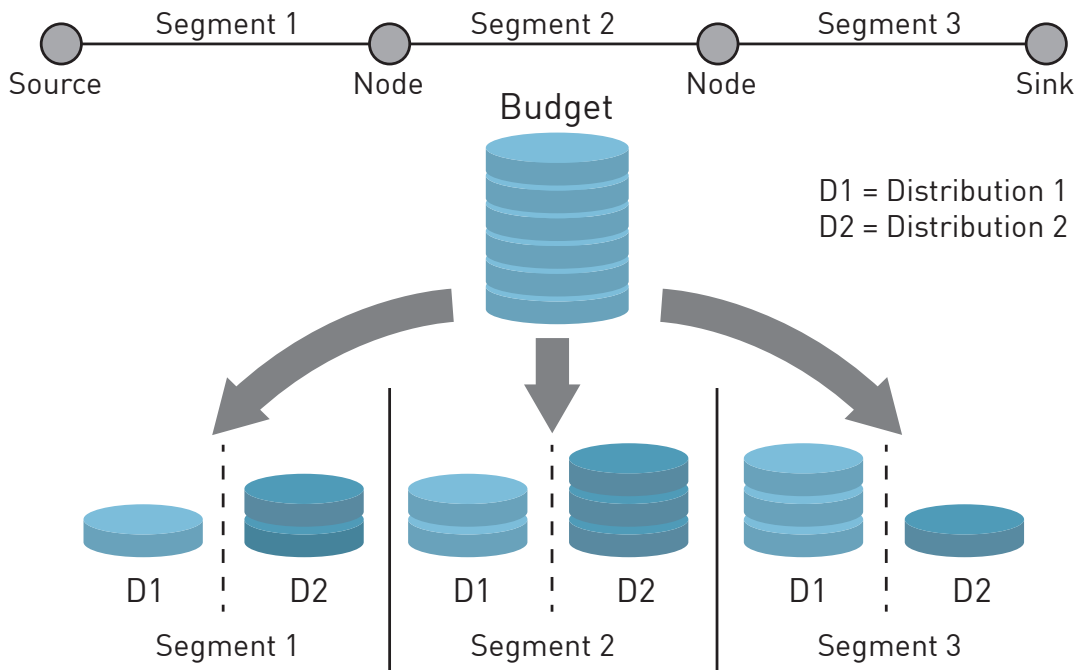 Segment 1
Segment 2
Segment 3
Source
Node
Node
Sink
Budget
D1 = Distribution 1
D2 = Distribution 2
D1
D2
D1
D2
D1
D2
Segment 1
Segment 2
Segment 3